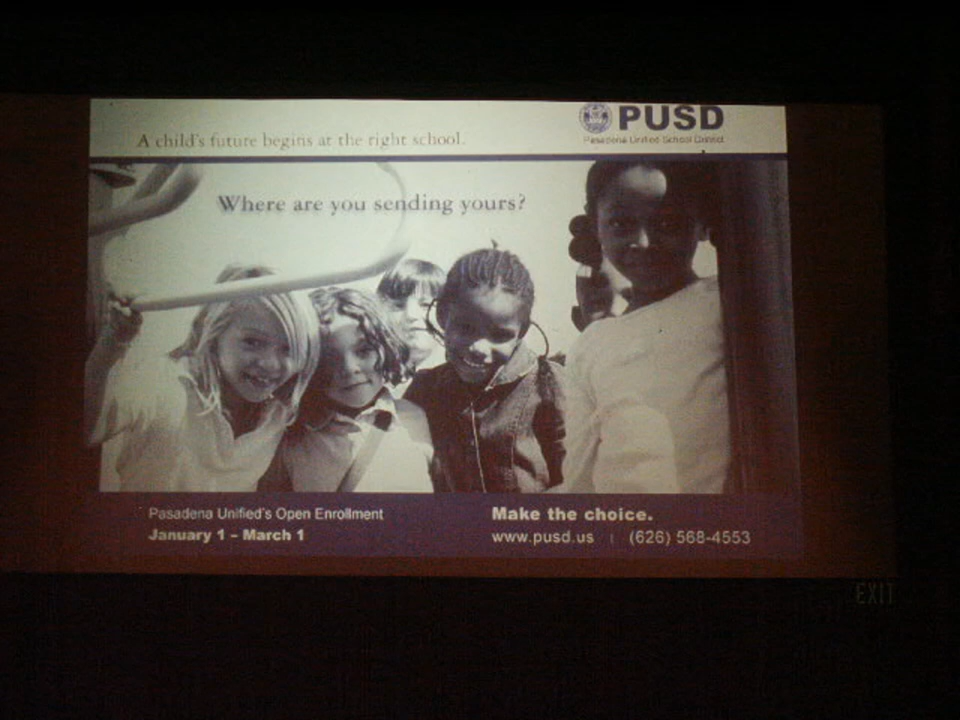 A child's future begins at the right school.
PUSD
Pasadena Unified School District
Where are you sending yours?
Pasadena Unified's Open Enrollment
January 1 – March 1
Make the choice.
www.pusd.us | (626) 568-4553
EXIT